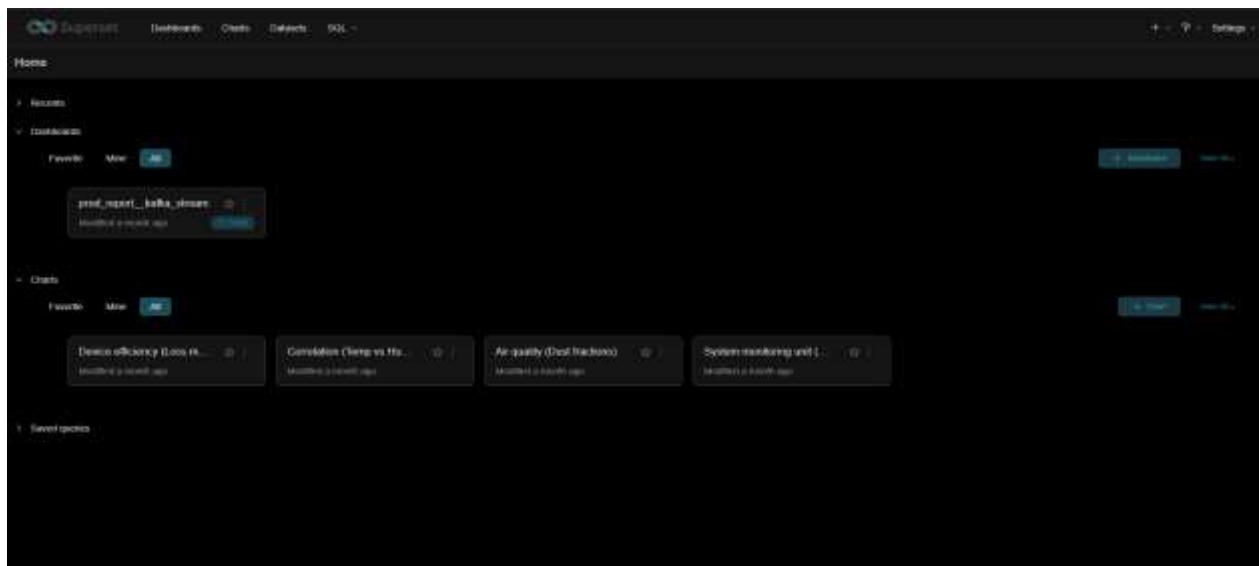 Superset Dashboards Charts Datasets SQL Settings
Home
Recents
Dashboards
Favorite Mine All
prod_report__kafka_stream
Modified a month ago
Charts
Favorite Mine All + Chart
Device efficiency (Loss m... Correlation (Temp vs Hu... Air quality (Dust fractions) System monitoring unit (...
Modified a month ago Modified a month ago Modified a month ago Modified a month ago
Saved queries